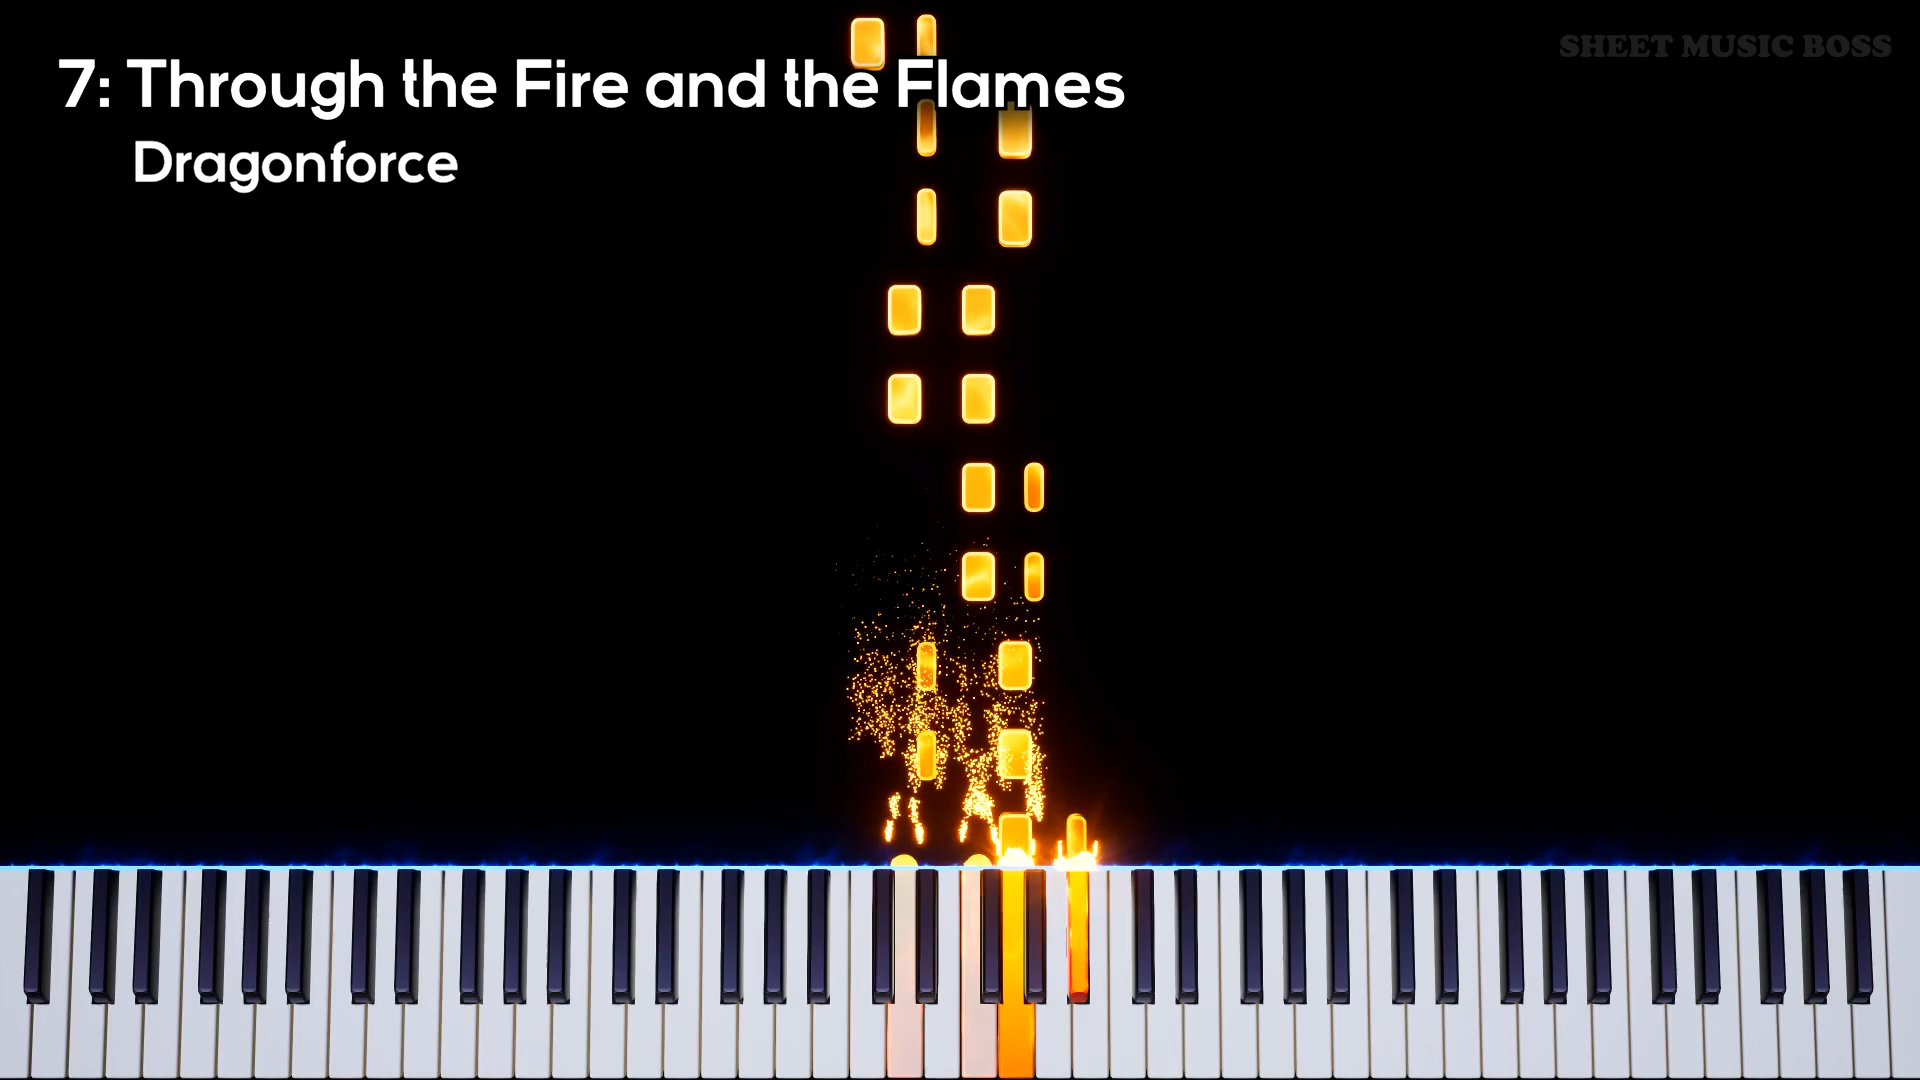 SHEET MUSIC BOSS
7: Through the Fire and the Flames
Dragonforce